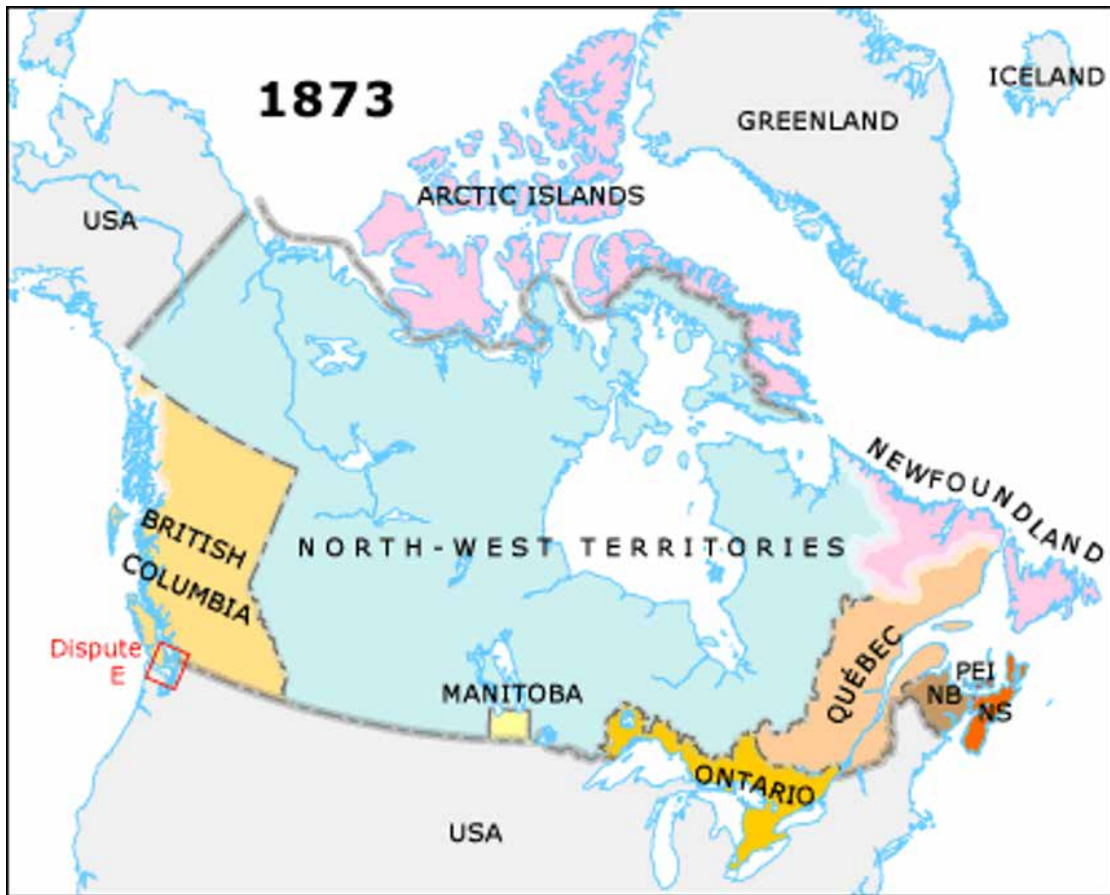 1873
ICELAND
GREENLAND
ARCTIC ISLANDS
USA
NEWFOUNDLAND
BRITISH
COLUMBIA
NORTH-WEST TERRITORIES
Dispute
E
MANITOBA
QUÉBEC
PEI
NB
NS
ONTARIO
USA